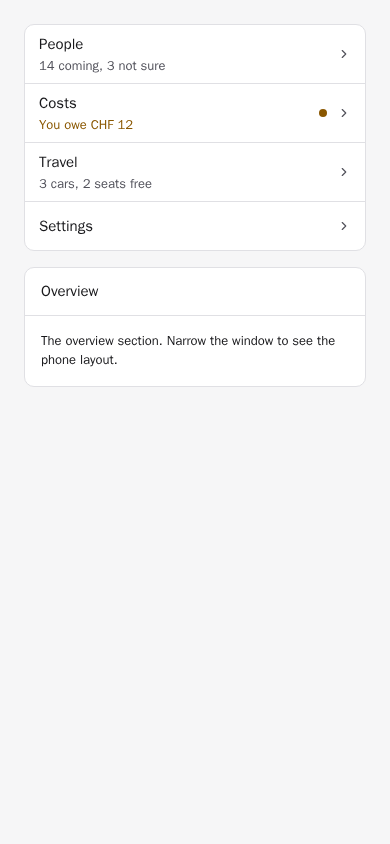 People
14 coming, 3 not sure
Costs
You owe CHF 12
Travel
3 cars, 2 seats free
Settings
Overview
The overview section. Narrow the window to see the
phone layout.